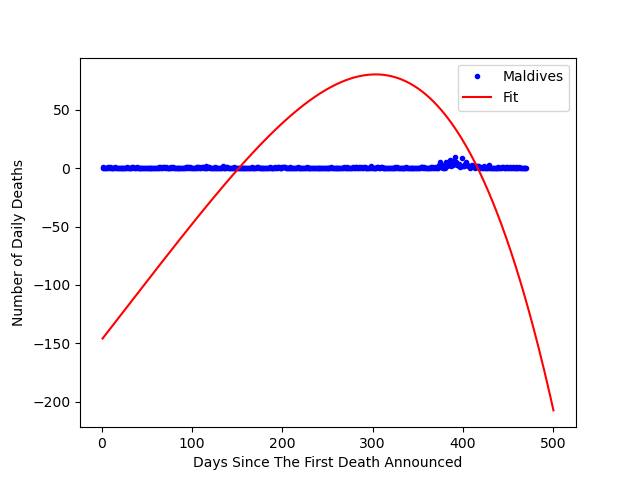 Maldives
Fit
50
0
−50
−100
−150
−200
Number of Daily Deaths
0 100 200 300 400 500
Days Since The First Death Announced